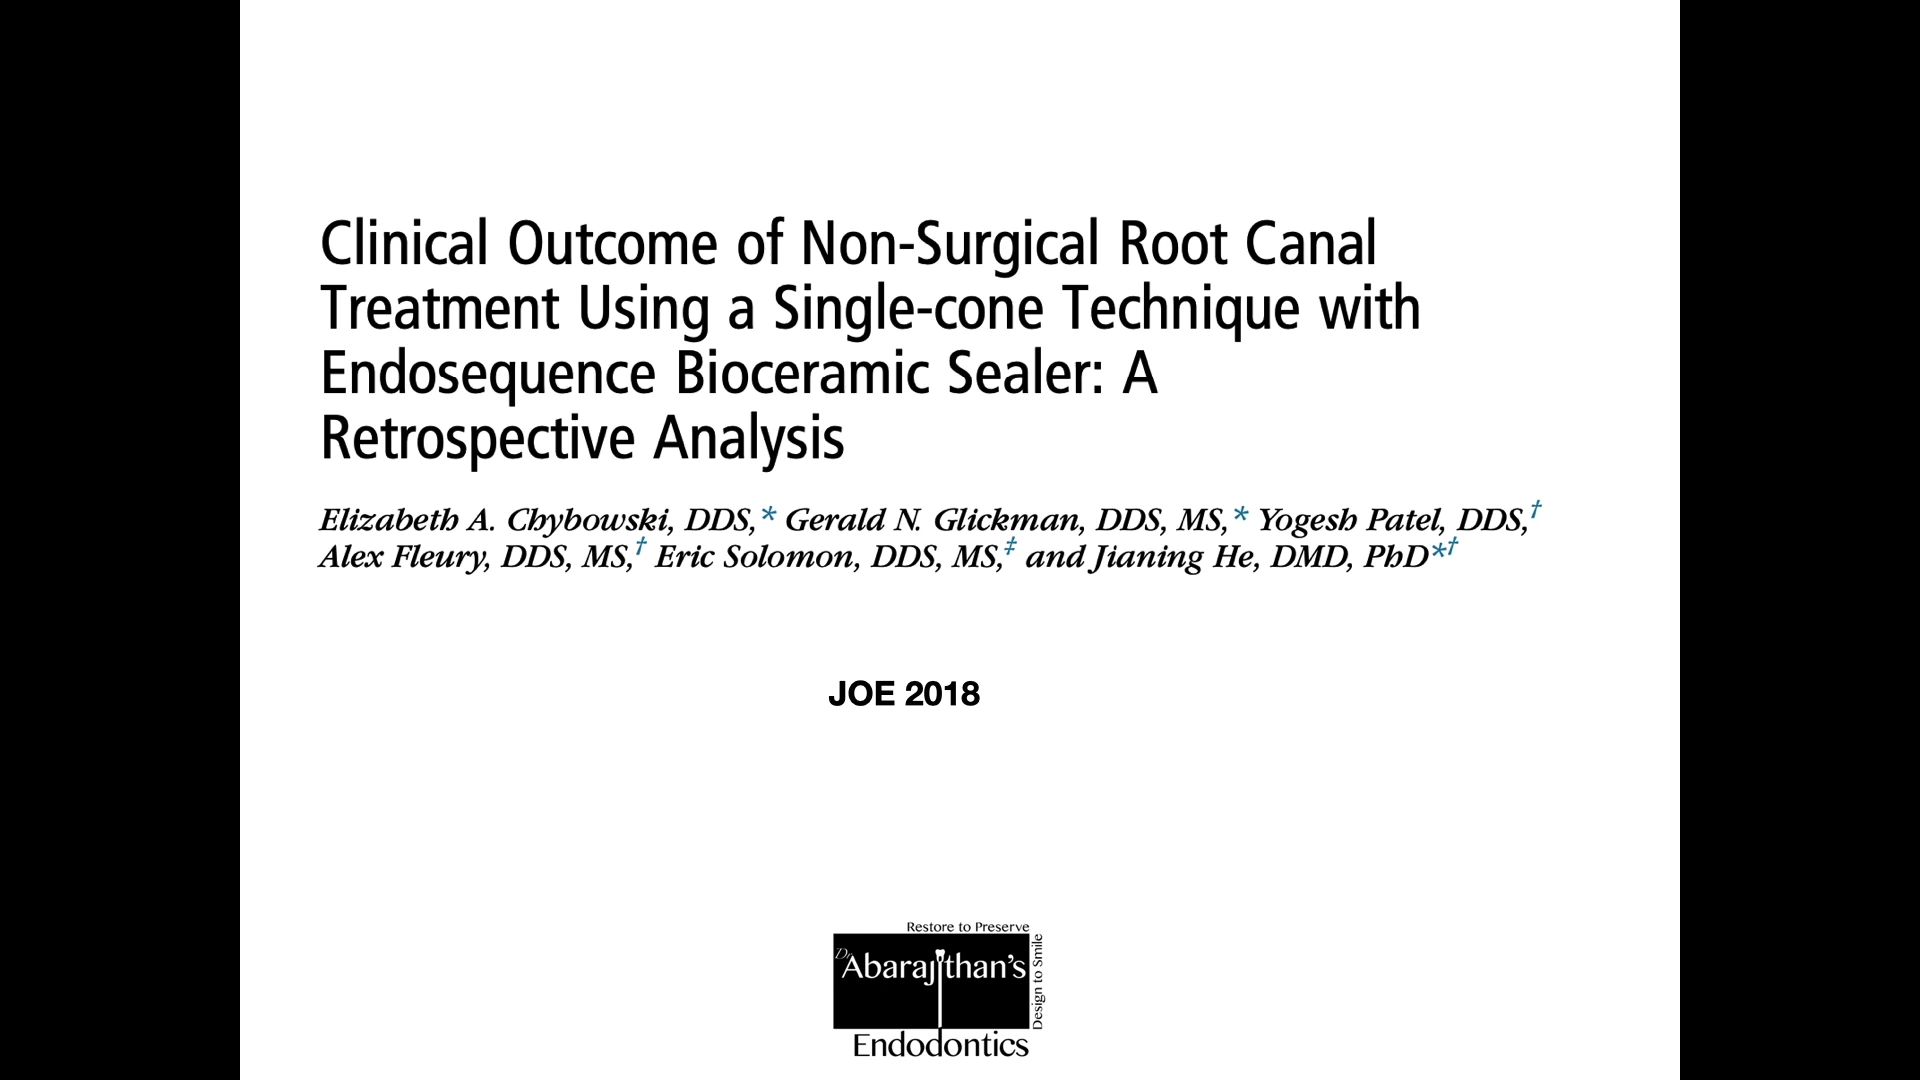 Clinical Outcome of Non-Surgical Root Canal
Treatment Using a Single-cone Technique with
Endosequence Bioceramic Sealer: A
Retrospective Analysis
Elizabeth A. Chybowski, DDS,* Gerald N. Glickman, DDS, MS,* Yogesh Patel, DDS,†
Alex Fleury, DDS, MS,† Eric Solomon, DDS, MS,‡ and Jianing He, DMD, PhD*†
JOE 2018
Restore to Preserve
Dr Abarajithan's
Design to Smile
Endodontics